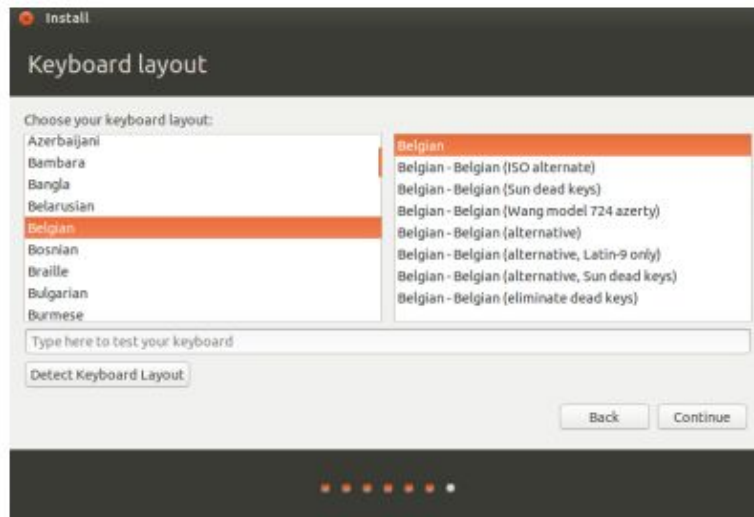 Install
Keyboard layout
Choose your keyboard layout:
Azerbaijani
Bambara
Bangla
Belarusian
Belgian
Bosnian
Braille
Bulgarian
Burmese
Belgian
Belgian - Belgian (ISO alternate)
Belgian - Belgian (Sun dead keys)
Belgian - Belgian (Wang model 724 azerty)
Belgian - Belgian (alternative)
Belgian - Belgian (alternative, Latin-9 only)
Belgian - Belgian (alternative, Sun dead keys)
Belgian - Belgian (eliminate dead keys)
Type here to test your keyboard
Detect Keyboard Layout
Back
Continue